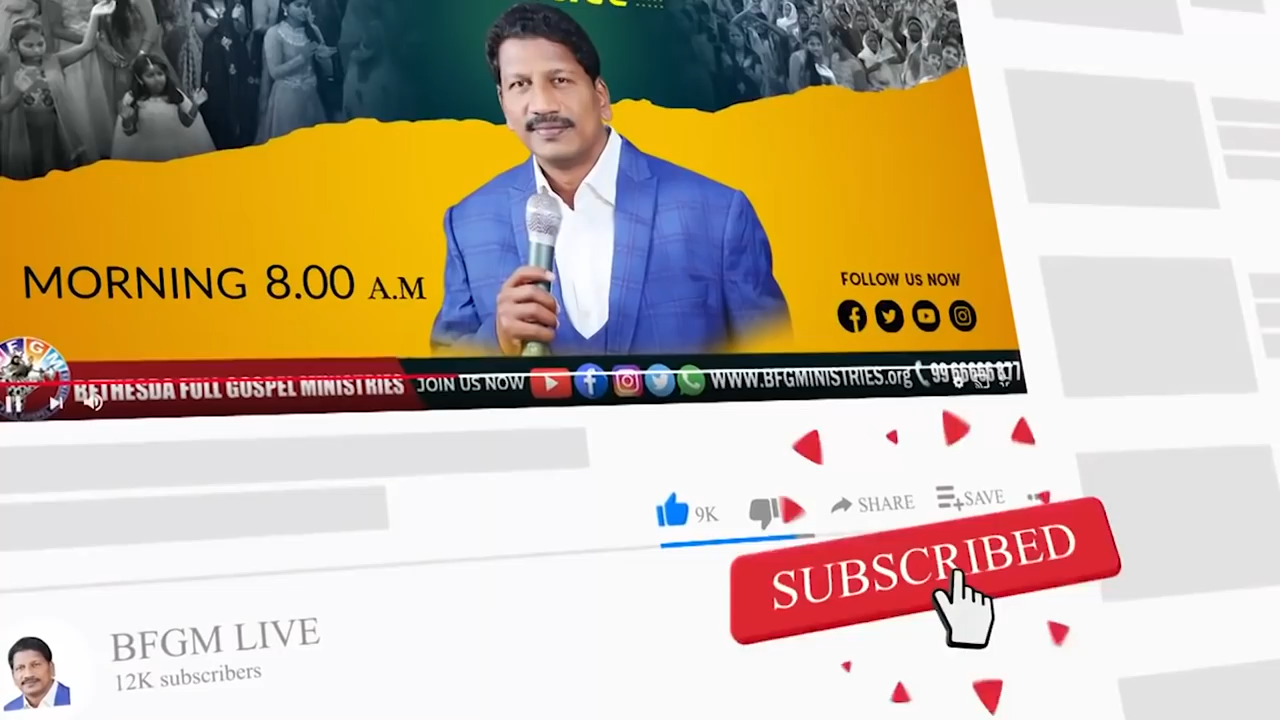 MORNING 8.00 A.M
FOLLOW US NOW
BETHESDA FULL GOSPEL MINISTRIES
JOIN US NOW
WWW.BFGMINISTRIES.org
9K
SHARE
SAVE
SUBSCRIBED
BFGM LIVE
12K subscribers